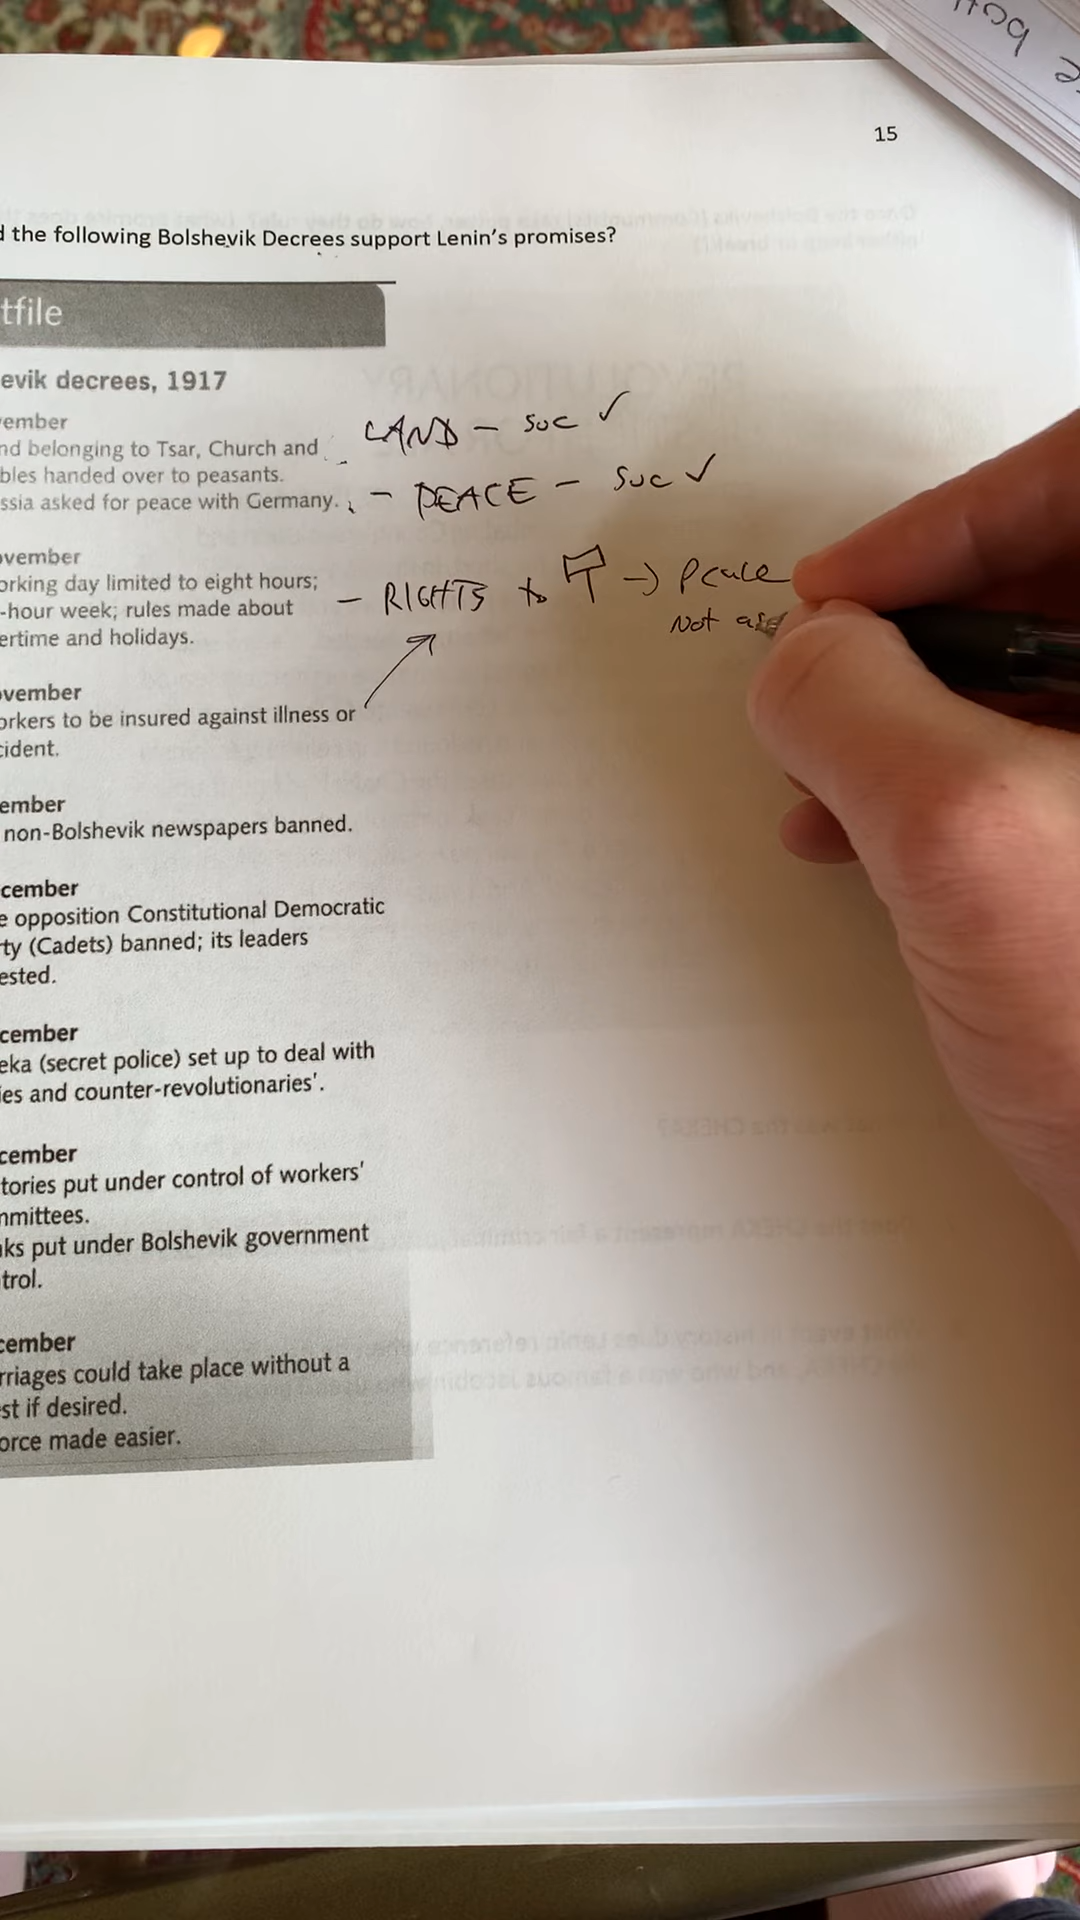 15
the following Bolshevik Decrees support Lenin's promises?
tfile
evik decrees, 1917
ember
nd belonging to Tsar, Church and
bles handed over to peasants.
ssia asked for peace with Germany.
LAND - suc ✓
- PEACE - suc ✓
ovember
orking day limited to eight hours;
-hour week; rules made about
ertime and holidays.
- RIGHTS to
→ Peace
Not
ovember
orkers to be insured against illness or
cident.
ember
non-Bolshevik newspapers banned.
cember
e opposition Constitutional Democratic
rty (Cadets) banned; its leaders
ested.
cember
eka (secret police) set up to deal with
ies and counter-revolutionaries'.
cember
tories put under control of workers'
mmittees.
nks put under Bolshevik government
trol.
cember
rriages could take place without a
est if desired.
orce made easier.